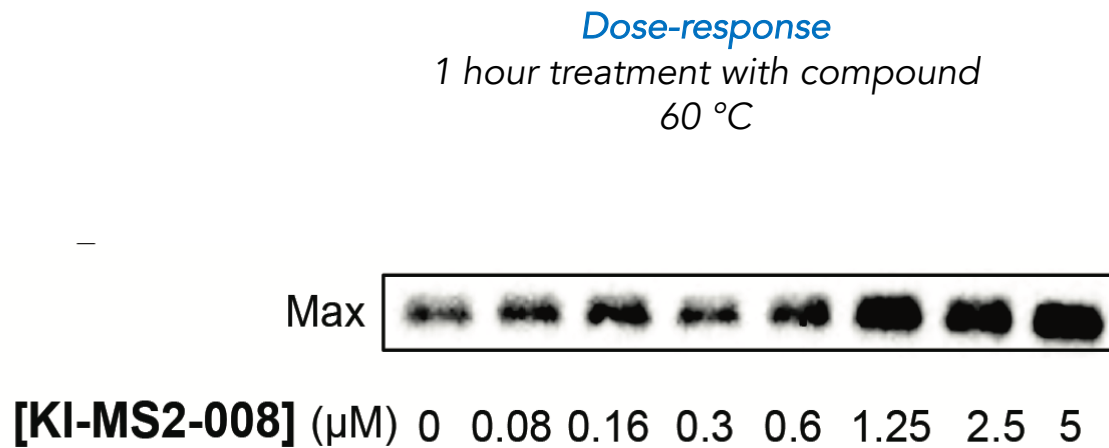 Dose-response
1 hour treatment with compound
60 °C
Max
[KI-MS2-008] (μM) 0 0.08 0.16 0.3 0.6 1.25 2.5 5